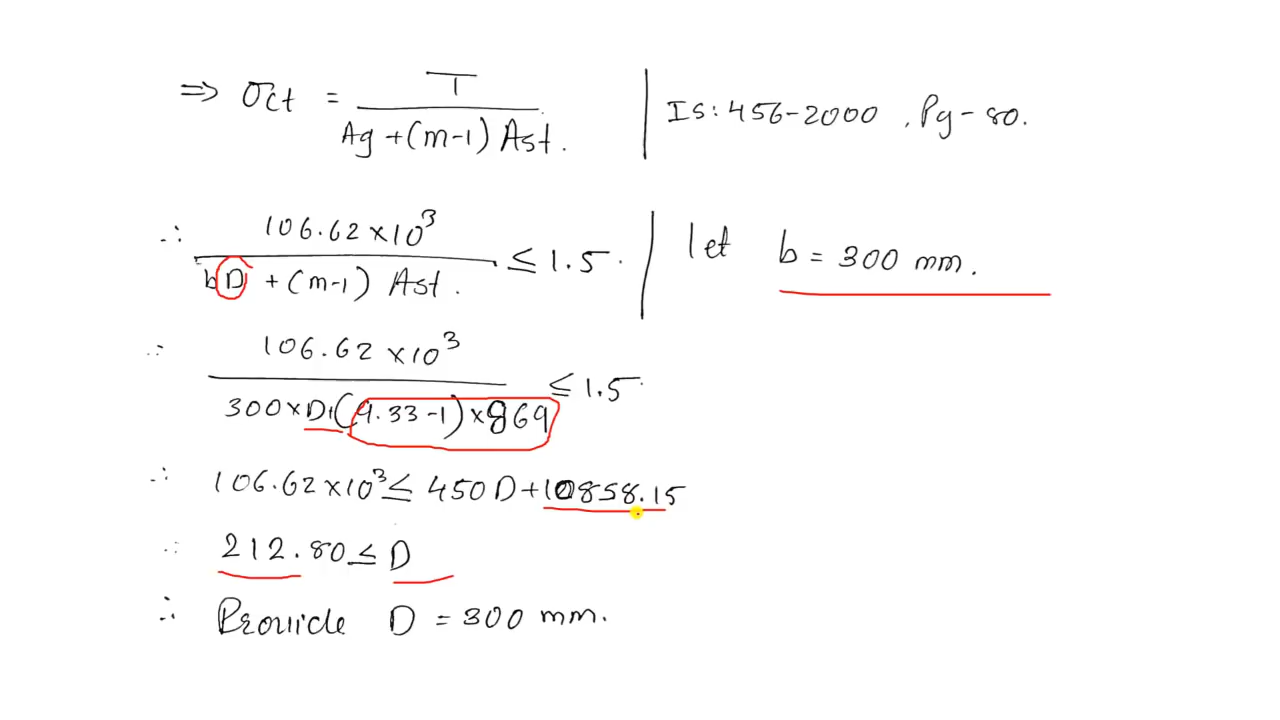 ⇒ σct = T / (Ag + (m-1) Ast.) | IS: 456-2000, Pg-80.
∴ 106.62 × 10³ / (bD + (m-1) Ast.) ≤ 1.5. | let b = 300 mm.
∴ 106.62 × 10³ / (300 × D + (9.33-1) × 869) ≤ 1.5.
∴ 106.62 × 10³ ≤ 450 D + 10858.15
∴ 212.80 ≤ D
∴ Provide D = 300 mm.